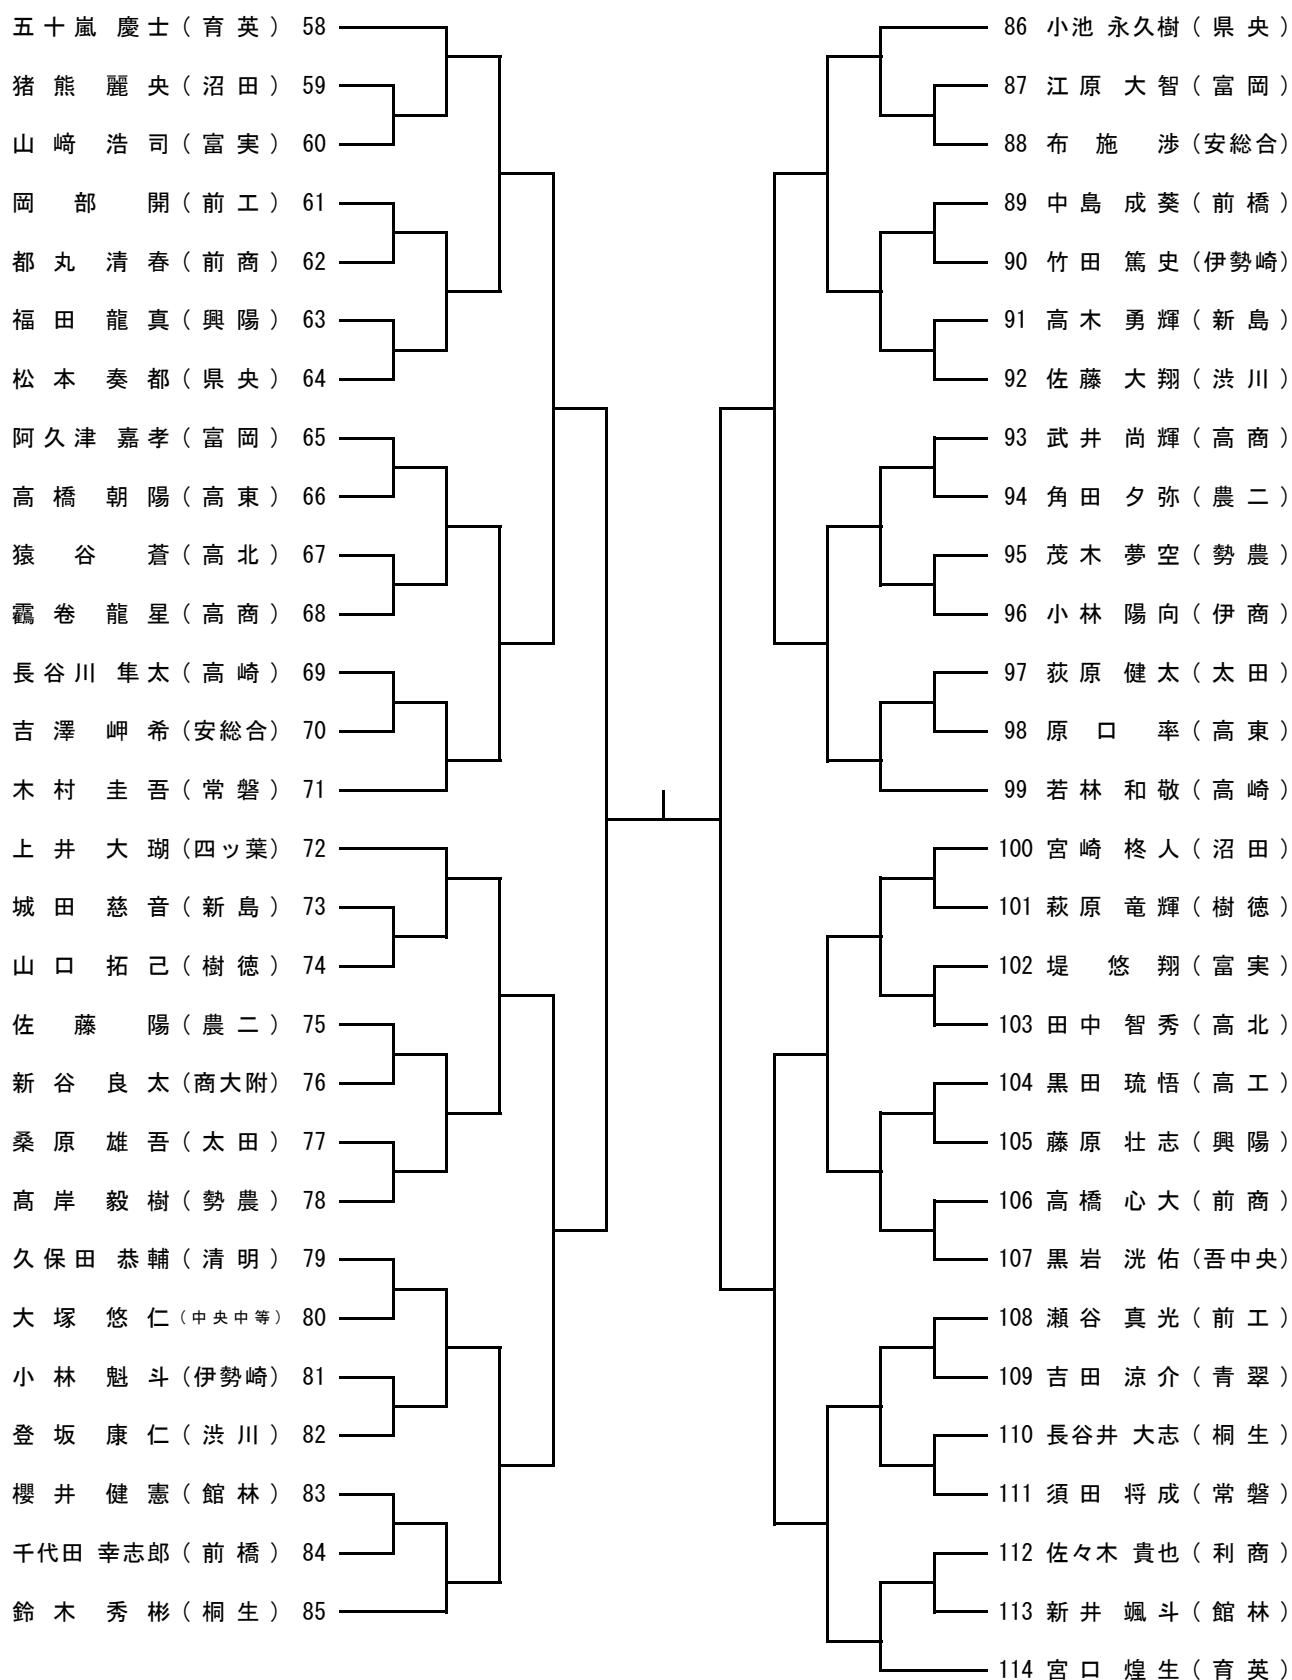 五十嵐 慶士 ( 育 英 ) 58
猪 熊 麗 央 ( 沼 田 ) 59
山 﨑 浩 司 ( 富 実 ) 60
岡 部 開 ( 前 工 ) 61
都 丸 清 春 ( 前 商 ) 62
福 田 龍 真 ( 興 陽 ) 63
松 本 奏 都 ( 県 央 ) 64
阿久津 嘉孝 ( 富 岡 ) 65
高 橋 朝 陽 ( 高 東 ) 66
猿 谷 蒼 ( 高 北 ) 67
靍 巻 龍 星 ( 高 商 ) 68
長谷川 隼太 ( 高 崎 ) 69
吉 澤 岬 希 (安総合) 70
木 村 圭 吾 ( 常 磐 ) 71
上 井 大 瑚 (四ッ葉) 72
城 田 慈 音 ( 新 島 ) 73
山 口 拓 己 ( 樹 徳 ) 74
佐 藤 陽 ( 農 二 ) 75
新 谷 良 太 (商大附) 76
桑 原 雄 吾 ( 太 田 ) 77
髙 岸 毅 樹 ( 勢 農 ) 78
久保田 恭輔 ( 清 明 ) 79
大 塚 悠 仁 (中央中等) 80
小 林 魁 斗 (伊勢崎) 81
登 坂 康 仁 ( 渋 川 ) 82
櫻 井 健 憲 ( 館 林 ) 83
千代田 幸志郎 ( 前 橋 ) 84
鈴 木 秀 彬 ( 桐 生 ) 85
86 小池 永久樹 ( 県 央 )
87 江 原 大 智 ( 富 岡 )
88 布 施 渉 (安総合)
89 中 島 成 葵 ( 前 橋 )
90 竹 田 篤 史 (伊勢崎)
91 高 木 勇 輝 ( 新 島 )
92 佐 藤 大 翔 ( 渋 川 )
93 武 井 尚 輝 ( 高 商 )
94 角 田 夕 弥 ( 農 二 )
95 茂 木 夢 空 ( 勢 農 )
96 小 林 陽 向 ( 伊 商 )
97 荻 原 健 太 ( 太 田 )
98 原 口 率 ( 高 東 )
99 若 林 和 敬 ( 高 崎 )
100 宮 崎 柊 人 ( 沼 田 )
101 萩 原 竜 輝 ( 樹 徳 )
102 堤 悠 翔 ( 富 実 )
103 田 中 智 秀 ( 高 北 )
104 黒 田 琉 悟 ( 高 工 )
105 藤 原 壮 志 ( 興 陽 )
106 高 橋 心 大 ( 前 商 )
107 黒 岩 洸 佑 (吾中央)
108 瀬 谷 真 光 ( 前 工 )
109 吉 田 涼 介 ( 青 翠 )
110 長谷井 大志 ( 桐 生 )
111 須 田 将 成 ( 常 磐 )
112 佐々木 貴也 ( 利 商 )
113 新 井 颯 斗 ( 館 林 )
114 宮 口 煌 生 ( 育 英 )